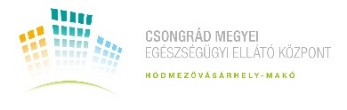 CSONGRÁD MEGYEI
EGÉSZSÉGÜGYI ELLÁTÓ KÖZPONT
HÓDMEZŐVÁSÁRHELY-MAKÓ